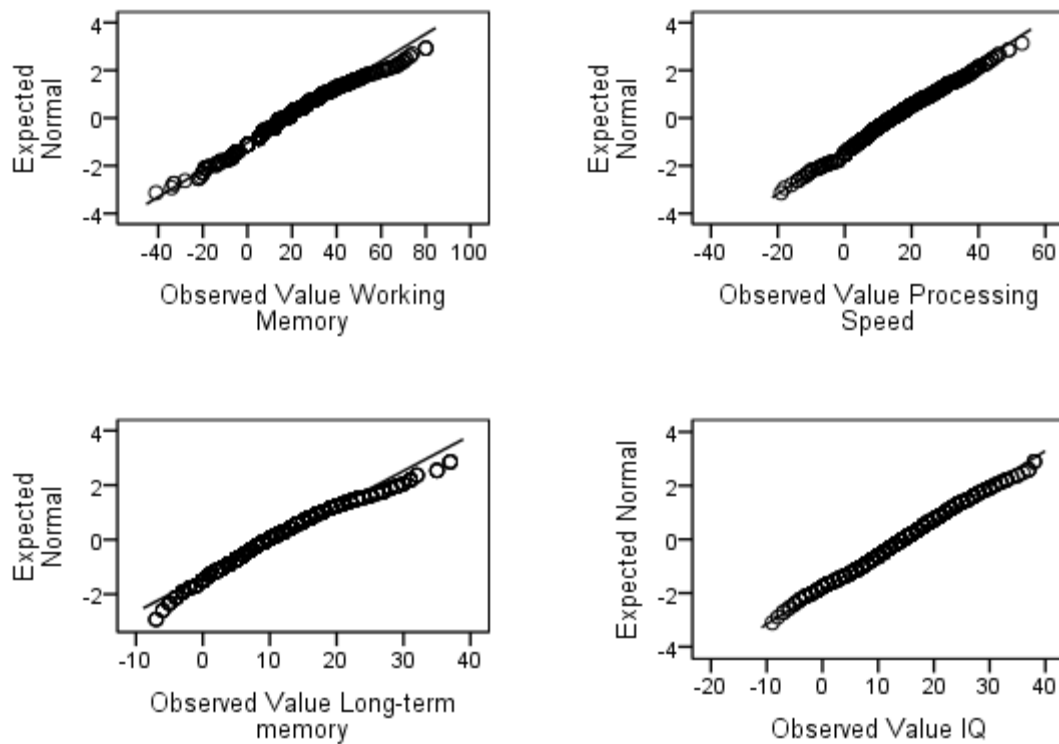 4
2
0
-2
-4
Expected
Normal
-40 -20 0 20 40 60 80 100
Observed Value Working
Memory
4
2
0
-2
-4
Expected
Normal
-40 -20 0 20 40 60
Observed Value Processing
Speed
4
2
0
-2
Expected
Normal
-10 0 10 20 30 40
Observed Value Long-term
memory
4
2
0
-2
-4
Expected Normal
-20 -10 0 10 20 30 40
Observed Value IQ